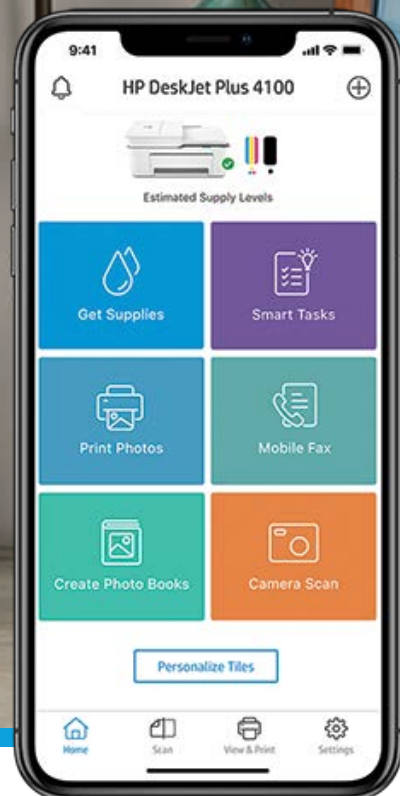 9:41
HP DeskJet Plus 4100
Estimated Supply Levels
Get Supplies
Smart Tasks
Print Photos
Mobile Fax
Create Photo Books
Camera Scan
Personalize Tiles
Home
Scan
View & Print
Settings